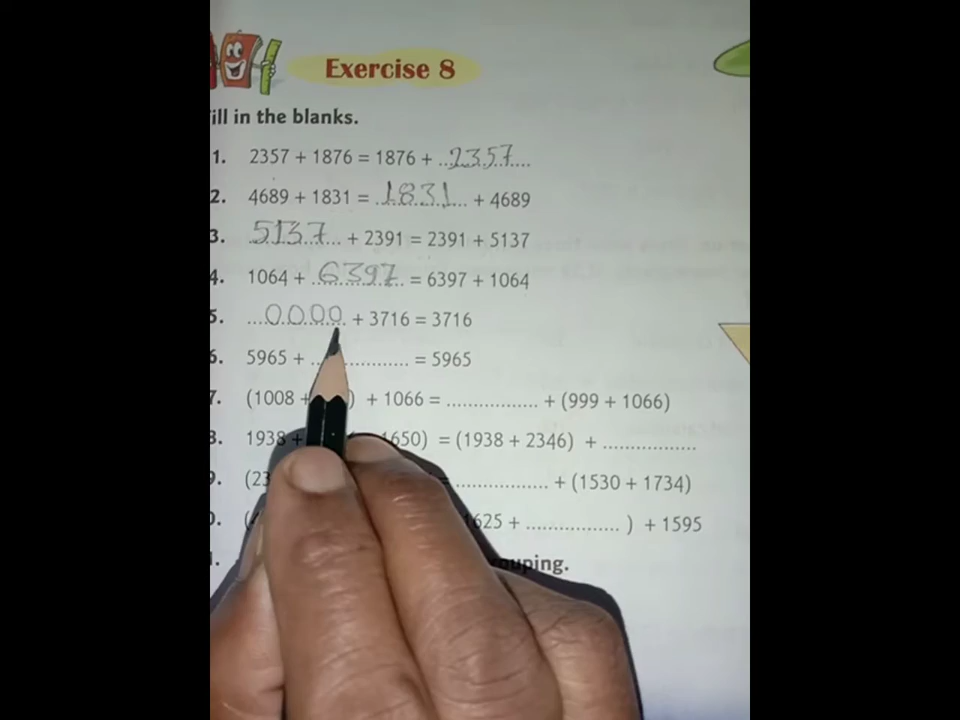 Exercise 8
ill in the blanks.
1. 2357 + 1876 = 1876 + ...2357...
2. 4689 + 1831 = ...1831... + 4689
3. ...5137... + 2391 = 2391 + 5137
4. 1064 + ...6397... = 6397 + 1064
5. ...0000... + 3716 = 3716
6. 5965 + .................. = 5965
7. (1008 + ) + 1066 = ................ + (999 + 1066)
8. 1938 + 1650) = (1938 + 2346) + ................
9. (23 = ................ + (1530 + 1734)
1625 + ................ ) + 1595